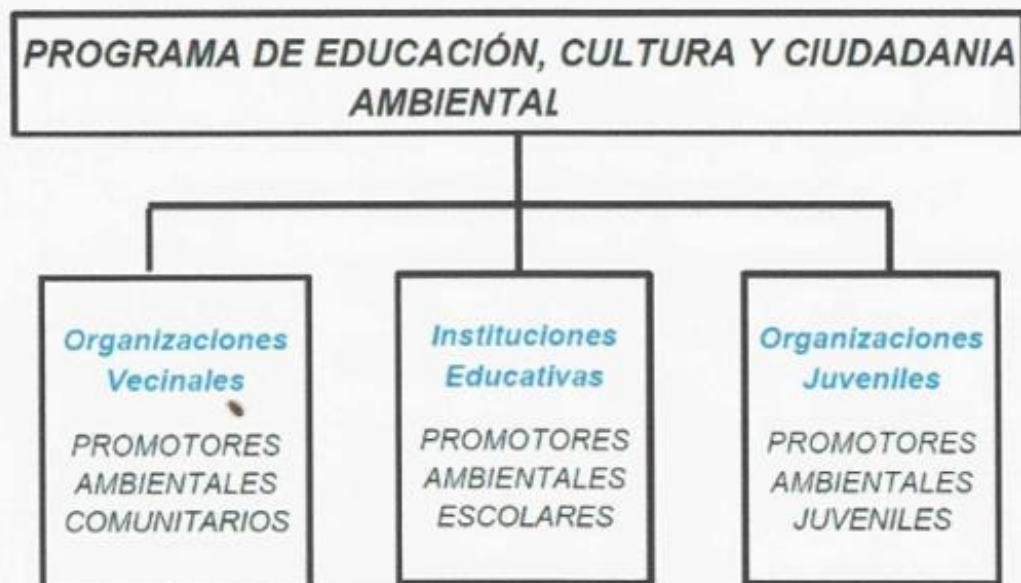 PROGRAMA DE EDUCACIÓN, CULTURA Y CIUDADANIA
AMBIENTAL
Organizaciones
Vecinales
PROMOTORES
AMBIENTALES
COMUNITARIOS
Instituciones
Educativas
PROMOTORES
AMBIENTALES
ESCOLARES
Organizaciones
Juveniles
PROMOTORES
AMBIENTALES
JUVENILES